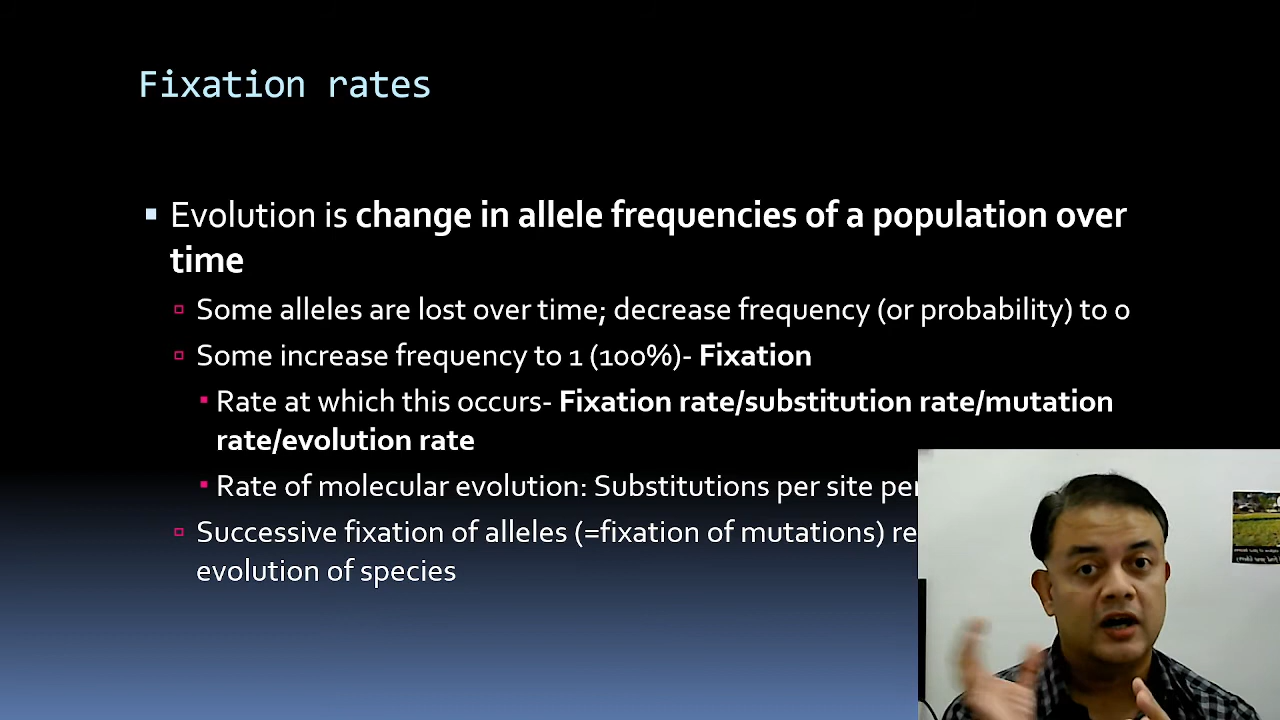 Fixation rates
Evolution is change in allele frequencies of a population over
time
Some alleles are lost over time; decrease frequency (or probability) to 0
Some increase frequency to 1 (100%)- Fixation
Rate at which this occurs- Fixation rate/substitution rate/mutation
rate/evolution rate
Rate of molecular evolution: Substitutions per site per
Successive fixation of alleles (=fixation of mutations)
evolution of species